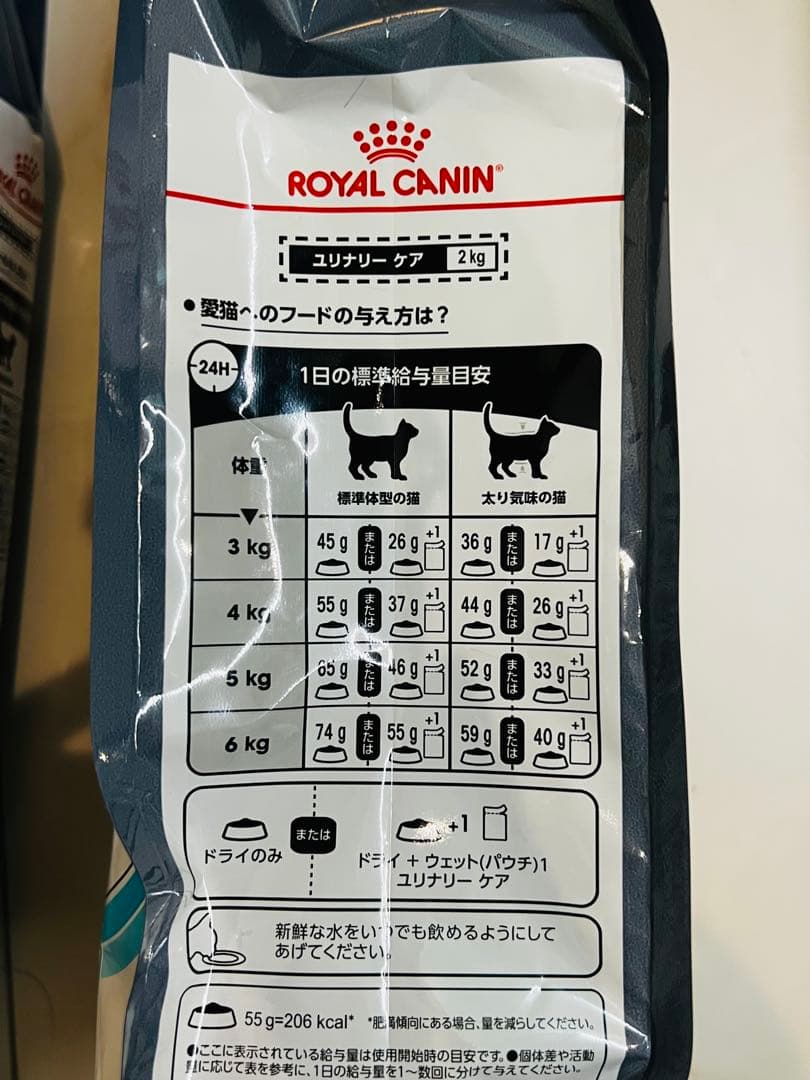 ROYAL CANIN®
ユリナリー ケア 2kg
●愛猫へのフードの与え方は？
24H 1日の標準給与量目安
体重 標準体型の猫 太り気味の猫
3 kg 45 g または 26 g +1 36 g または 17 g +1
4 kg 55 g または 37 g +1 44 g または 26 g +1
5 kg 65 g または 46 g +1 52 g または 33 g +1
6 kg 74 g または 55 g +1 59 g または 40 g +1
または +1
ドライのみ ドライ + ウェット(パウチ)1
ユリナリー ケア
新鮮な水をいつでも飲めるようにして
あげてください。
55 g=206 kcal* *肥満傾向にある場合、量を減らしてください。
●ここに表示されている給与量は使用開始時の目安です。●個体差や活動
量に応じて表を参考に、1日の給与量を1〜数回に分けて与えてください。